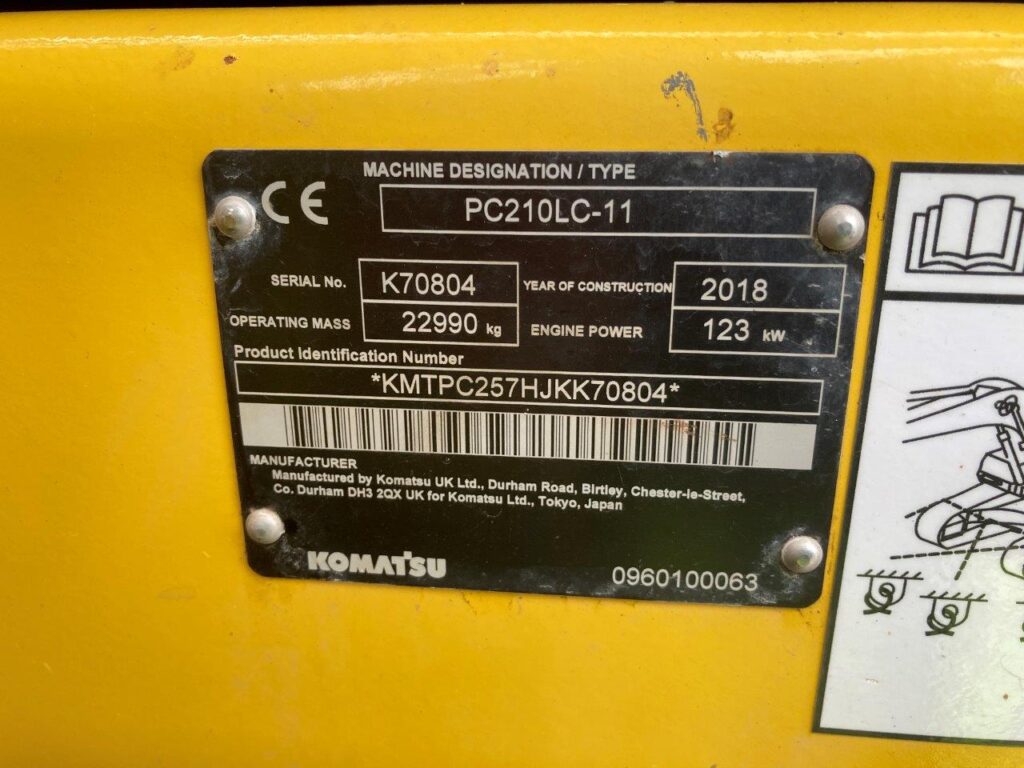 CE
MACHINE DESIGNATION / TYPE
PC210LC-11
SERIAL No. K70804 YEAR OF CONSTRUCTION 2018
OPERATING MASS 22990 kg ENGINE POWER 123 kW
Product Identification Number
*KMTPC257HJKK70804*
MANUFACTURER
Manufactured by Komatsu UK Ltd., Durham Road, Birtley, Chester-le-Street,
Co. Durham DH3 2QX UK for Komatsu Ltd., Tokyo, Japan
KOMATSU
0960100063